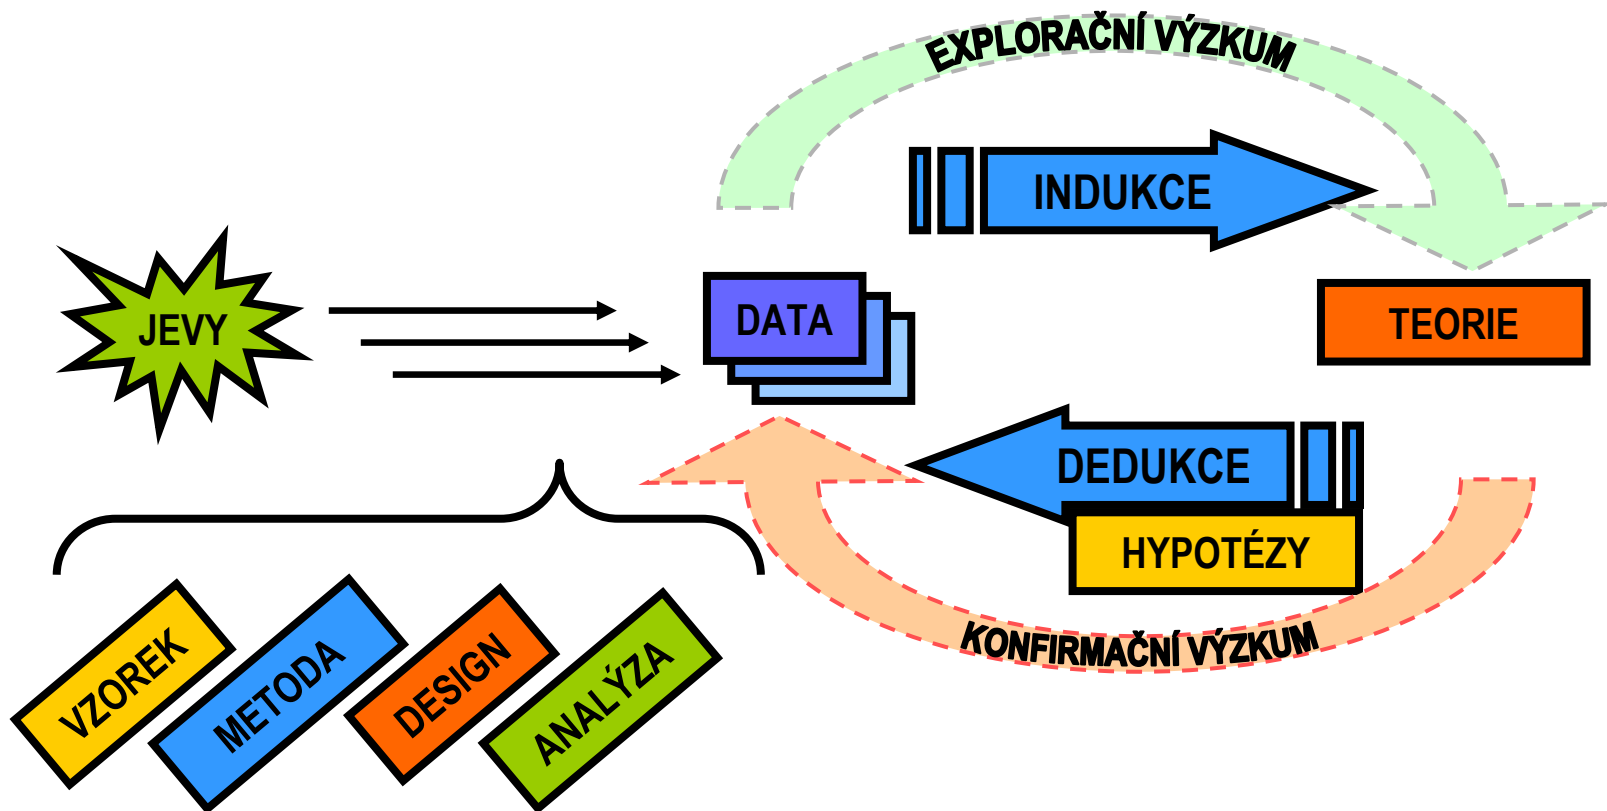 EXPLORAČNÍ VÝZKUM
INDUKCE
JEVY
DATA
TEORIE
DEDUKCE
HYPOTÉZY
KONFIRMAČNÍ VÝZKUM
VZOREK
METODA
DESIGN
ANALÝZA